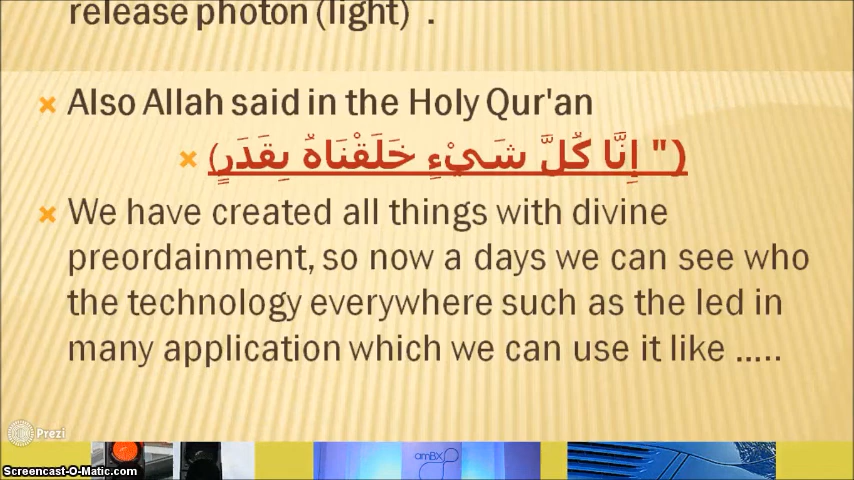 release photon (light) .
× Also Allah said in the Holy Qur'an
× (" إِنَّا كُلَّ شَيْءٍ خَلَقْنَاهُ بِقَدَرٍ)
× We have created all things with divine
preordainment, so now a days we can see who
the technology everywhere such as the led in
many application which we can use it like .....
Prezi
amBX
Screencast-O-Matic.com